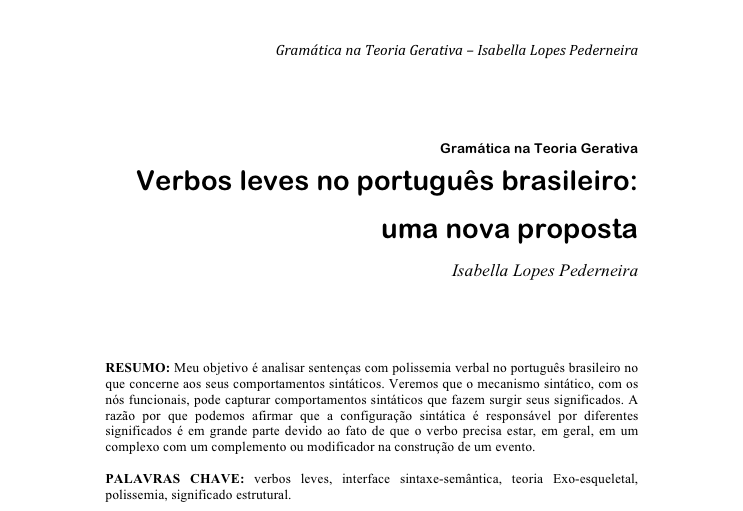 Gramática na Teoria Gerativa – Isabella Lopes Pederneira
Gramática na Teoria Gerativa
Verbos leves no português brasileiro:
uma nova proposta
Isabella Lopes Pederneira
RESUMO: Meu objetivo é analisar sentenças com polissemia verbal no português brasileiro no
que concerne aos seus comportamentos sintáticos. Veremos que o mecanismo sintático, com os
nós funcionais, pode capturar comportamentos sintáticos que fazem surgir seus significados. A
razão por que podemos afirmar que a configuração sintática é responsável por diferentes
significados é em grande parte devido ao fato de que o verbo precisa estar, em geral, em um
complexo com um complemento ou modificador na construção de um evento.
PALAVRAS CHAVE: verbos leves, interface sintaxe-semântica, teoria Exo-esqueletal,
polissemia, significado estrutural.